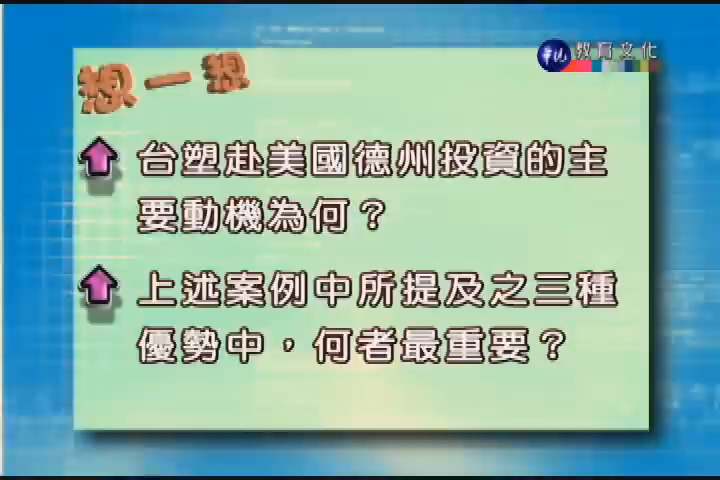 華視 教育文化
想一想
台塑赴美國德州投資的主
要動機為何？
上述案例中所提及之三種
優勢中，何者最重要？